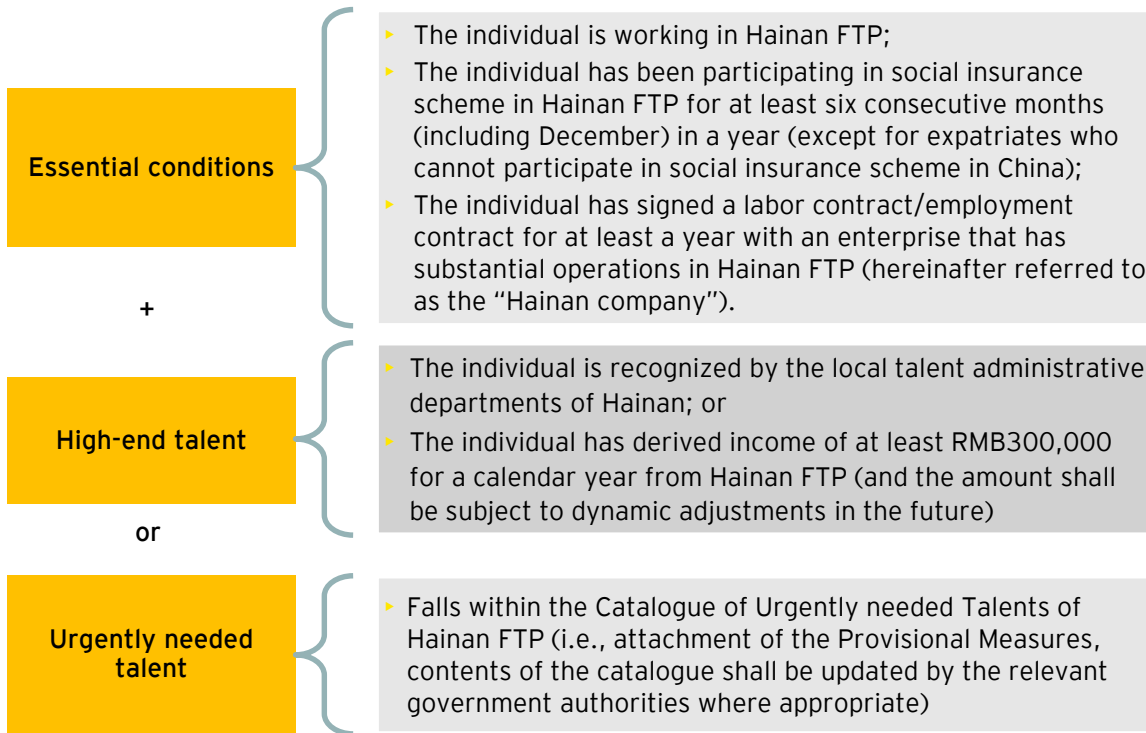 Essential conditions
▸ The individual is working in Hainan FTP;
▸ The individual has been participating in social insurance
scheme in Hainan FTP for at least six consecutive months
(including December) in a year (except for expatriates who
cannot participate in social insurance scheme in China);
▸ The individual has signed a labor contract/employment
contract for at least a year with an enterprise that has
substantial operations in Hainan FTP (hereinafter referred to
as the “Hainan company”).
+
High-end talent
▸ The individual is recognized by the local talent administrative
departments of Hainan; or
▸ The individual has derived income of at least RMB300,000
for a calendar year from Hainan FTP (and the amount shall
be subject to dynamic adjustments in the future)
or
Urgently needed
talent
▸ Falls within the Catalogue of Urgently needed Talents of
Hainan FTP (i.e., attachment of the Provisional Measures,
contents of the catalogue shall be updated by the relevant
government authorities where appropriate)